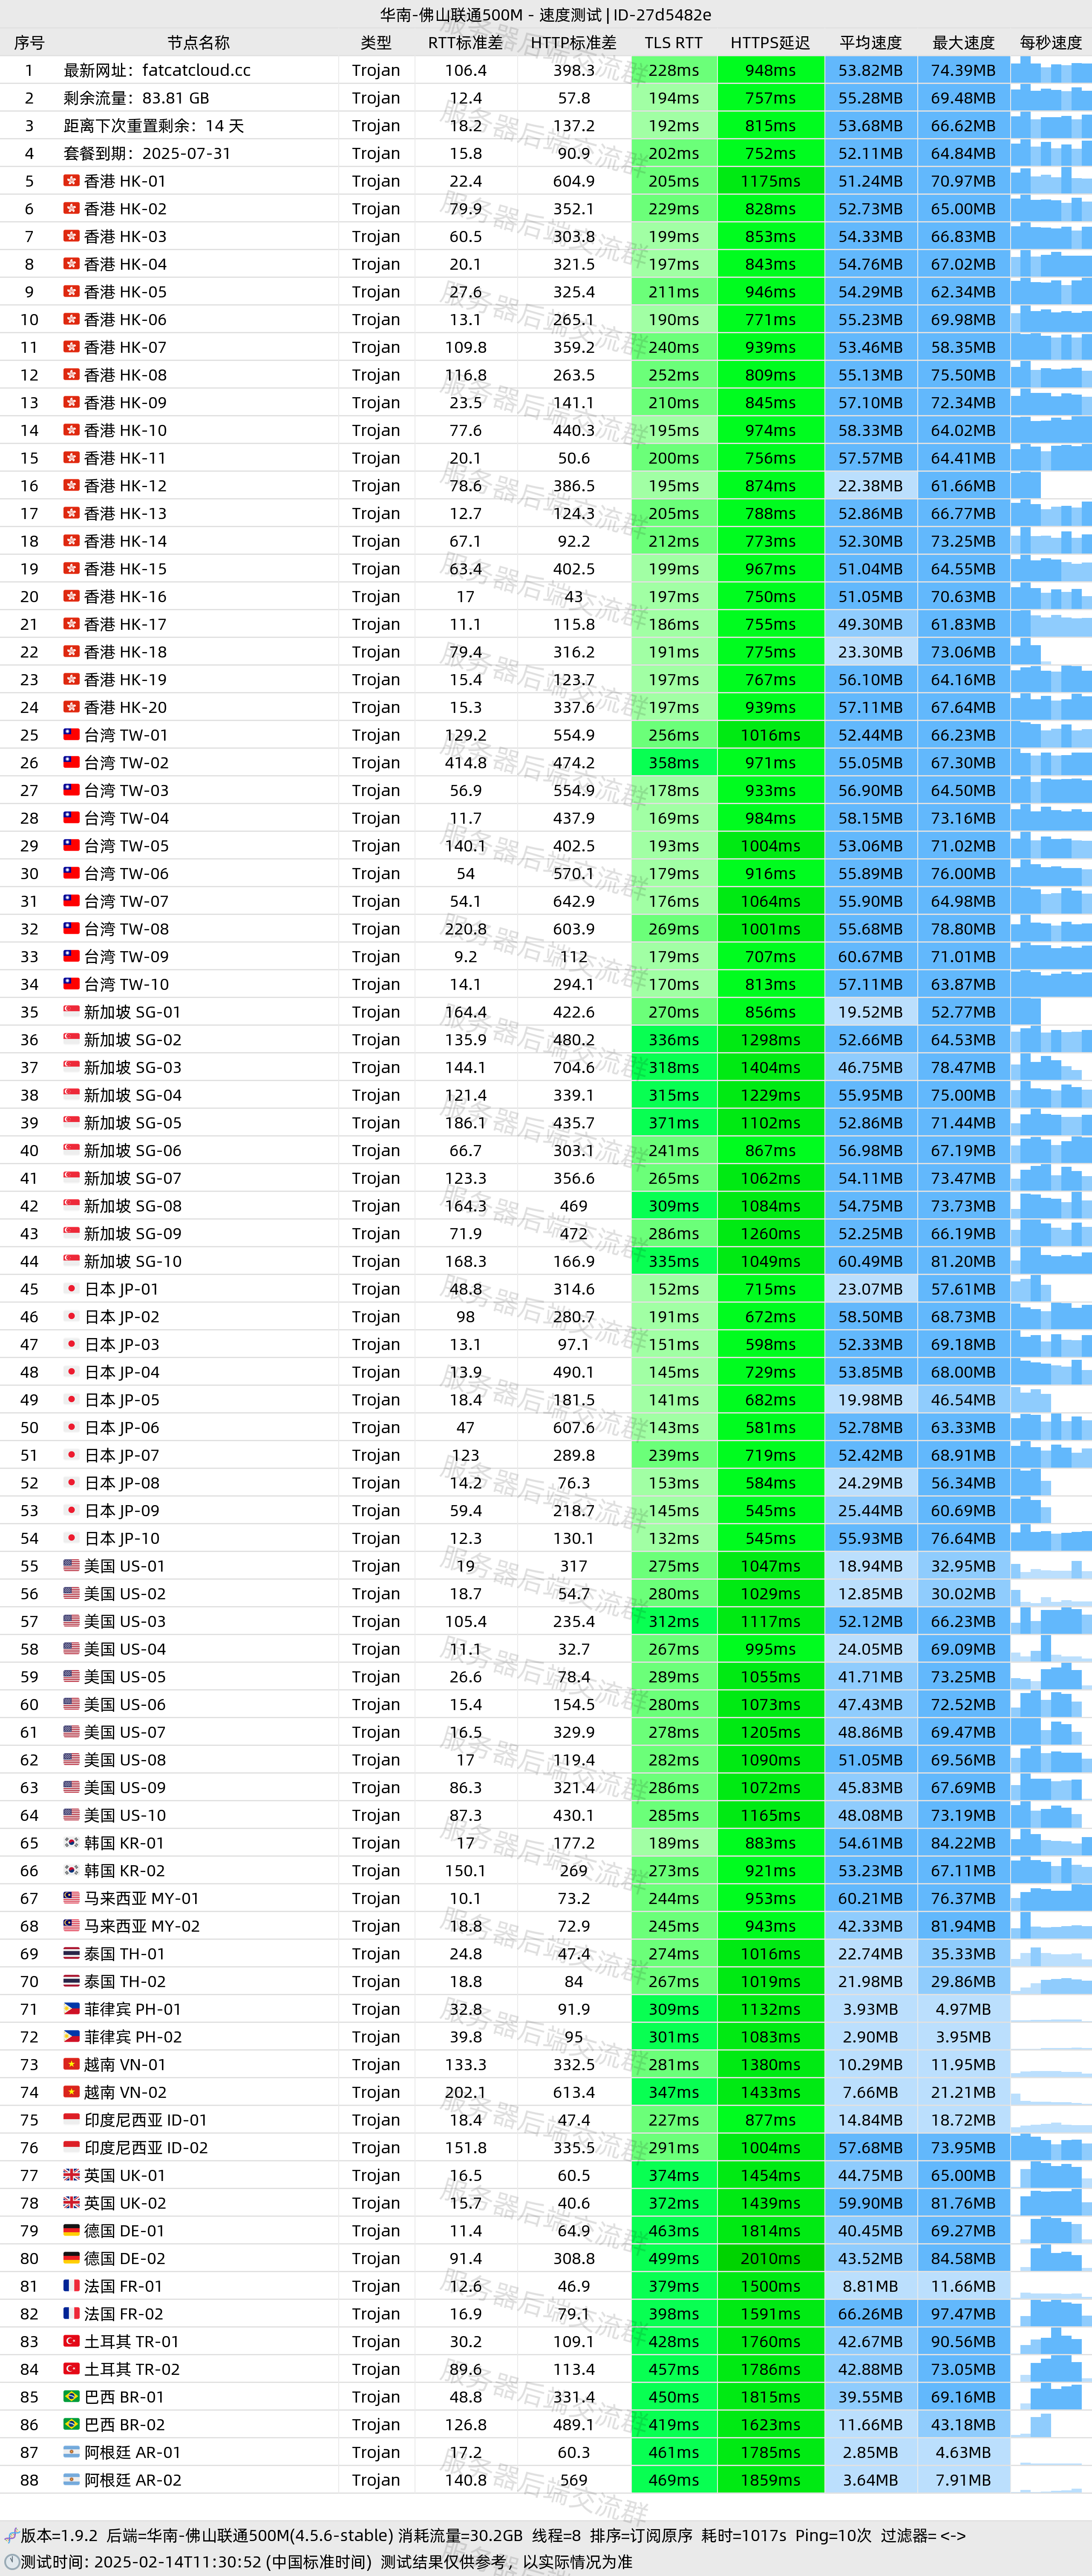 华南-佛山联通500M - 速度测试 | ID-27d5482e
序号 节点名称 类型 RTT标准差 HTTP标准差 TLS RTT HTTPS延迟 平均速度 最大速度 每秒速度
1 最新网址：fatcatcloud.cc Trojan 106.4 398.3 228ms 948ms 53.82MB 74.39MB
2 剩余流量：83.81 GB Trojan 12.4 57.8 194ms 757ms 55.28MB 69.48MB
3 距离下次重置剩余：14 天 Trojan 18.2 137.2 192ms 815ms 53.68MB 66.62MB
4 套餐到期：2025-07-31 Trojan 15.8 90.9 202ms 752ms 52.11MB 64.84MB
5 香港 HK-01 Trojan 22.4 604.9 205ms 1175ms 51.24MB 70.97MB
6 香港 HK-02 Trojan 79.9 352.1 229ms 828ms 52.73MB 65.00MB
7 香港 HK-03 Trojan 60.5 303.8 199ms 853ms 54.33MB 66.83MB
8 香港 HK-04 Trojan 20.1 321.5 197ms 843ms 54.76MB 67.02MB
9 香港 HK-05 Trojan 27.6 325.4 211ms 946ms 54.29MB 62.34MB
10 香港 HK-06 Trojan 13.1 265.1 190ms 771ms 55.23MB 69.98MB
11 香港 HK-07 Trojan 109.8 359.2 240ms 939ms 53.46MB 58.35MB
12 香港 HK-08 Trojan 116.8 263.5 252ms 809ms 55.13MB 75.50MB
13 香港 HK-09 Trojan 23.5 141.1 210ms 845ms 57.10MB 72.34MB
14 香港 HK-10 Trojan 77.6 440.3 195ms 974ms 58.33MB 64.02MB
15 香港 HK-11 Trojan 20.1 50.6 200ms 756ms 57.57MB 64.41MB
16 香港 HK-12 Trojan 78.6 386.5 195ms 874ms 22.38MB 61.66MB
17 香港 HK-13 Trojan 12.7 124.3 205ms 788ms 52.86MB 66.77MB
18 香港 HK-14 Trojan 67.1 92.2 212ms 773ms 52.30MB 73.25MB
19 香港 HK-15 Trojan 63.4 402.5 199ms 967ms 51.04MB 64.55MB
20 香港 HK-16 Trojan 17 43 197ms 750ms 51.05MB 70.63MB
21 香港 HK-17 Trojan 11.1 115.8 186ms 755ms 49.30MB 61.83MB
22 香港 HK-18 Trojan 79.4 316.2 191ms 775ms 23.30MB 73.06MB
23 香港 HK-19 Trojan 15.4 123.7 197ms 767ms 56.10MB 64.16MB
24 香港 HK-20 Trojan 15.3 337.6 197ms 939ms 57.11MB 67.64MB
25 台湾 TW-01 Trojan 129.2 554.9 256ms 1016ms 52.44MB 66.23MB
26 台湾 TW-02 Trojan 414.8 474.2 358ms 971ms 55.05MB 67.30MB
27 台湾 TW-03 Trojan 56.9 554.9 178ms 933ms 56.90MB 64.50MB
28 台湾 TW-04 Trojan 11.7 437.9 169ms 984ms 58.15MB 73.16MB
29 台湾 TW-05 Trojan 140.1 402.5 193ms 1004ms 53.06MB 71.02MB
30 台湾 TW-06 Trojan 54 570.1 179ms 916ms 55.89MB 76.00MB
31 台湾 TW-07 Trojan 54.1 642.9 176ms 1064ms 55.90MB 64.98MB
32 台湾 TW-08 Trojan 220.8 603.9 269ms 1001ms 55.68MB 78.80MB
33 台湾 TW-09 Trojan 9.2 112 179ms 707ms 60.67MB 71.01MB
34 台湾 TW-10 Trojan 14.1 294.1 170ms 813ms 57.11MB 63.87MB
35 新加坡 SG-01 Trojan 164.4 422.6 270ms 856ms 19.52MB 52.77MB
36 新加坡 SG-02 Trojan 135.9 480.2 336ms 1298ms 52.66MB 64.53MB
37 新加坡 SG-03 Trojan 144.1 704.6 318ms 1404ms 46.75MB 78.47MB
38 新加坡 SG-04 Trojan 121.4 339.1 315ms 1229ms 55.95MB 75.00MB
39 新加坡 SG-05 Trojan 186.1 435.7 371ms 1102ms 52.86MB 71.44MB
40 新加坡 SG-06 Trojan 66.7 303.1 241ms 867ms 56.98MB 67.19MB
41 新加坡 SG-07 Trojan 123.3 356.6 265ms 1062ms 54.11MB 73.47MB
42 新加坡 SG-08 Trojan 164.3 469 309ms 1084ms 54.75MB 73.73MB
43 新加坡 SG-09 Trojan 71.9 472 286ms 1260ms 52.25MB 66.19MB
44 新加坡 SG-10 Trojan 168.3 166.9 335ms 1049ms 60.49MB 81.20MB
45 日本 JP-01 Trojan 48.8 314.6 152ms 715ms 23.07MB 57.61MB
46 日本 JP-02 Trojan 98 280.7 191ms 672ms 58.50MB 68.73MB
47 日本 JP-03 Trojan 13.1 97.1 151ms 598ms 52.33MB 69.18MB
48 日本 JP-04 Trojan 13.9 490.1 145ms 729ms 53.85MB 68.00MB
49 日本 JP-05 Trojan 18.4 181.5 141ms 682ms 19.98MB 46.54MB
50 日本 JP-06 Trojan 47 607.6 143ms 581ms 52.78MB 63.33MB
51 日本 JP-07 Trojan 123 289.8 239ms 719ms 52.42MB 68.91MB
52 日本 JP-08 Trojan 14.2 76.3 153ms 584ms 24.29MB 56.34MB
53 日本 JP-09 Trojan 59.4 218.7 145ms 545ms 25.44MB 60.69MB
54 日本 JP-10 Trojan 12.3 130.1 132ms 545ms 55.93MB 76.64MB
55 美国 US-01 Trojan 19 317 275ms 1047ms 18.94MB 32.95MB
56 美国 US-02 Trojan 18.7 54.7 280ms 1029ms 12.85MB 30.02MB
57 美国 US-03 Trojan 105.4 235.4 312ms 1117ms 52.12MB 66.23MB
58 美国 US-04 Trojan 11.1 32.7 267ms 995ms 24.05MB 69.09MB
59 美国 US-05 Trojan 26.6 78.4 289ms 1055ms 41.71MB 73.25MB
60 美国 US-06 Trojan 15.4 154.5 280ms 1073ms 47.43MB 72.52MB
61 美国 US-07 Trojan 16.5 329.9 278ms 1205ms 48.86MB 69.47MB
62 美国 US-08 Trojan 17 119.4 282ms 1090ms 51.05MB 69.56MB
63 美国 US-09 Trojan 86.3 321.4 286ms 1072ms 45.83MB 67.69MB
64 美国 US-10 Trojan 87.3 430.1 285ms 1165ms 48.08MB 73.19MB
65 韩国 KR-01 Trojan 17 177.2 189ms 883ms 54.61MB 84.22MB
66 韩国 KR-02 Trojan 150.1 269 273ms 921ms 53.23MB 67.11MB
67 马来西亚 MY-01 Trojan 10.1 73.2 244ms 953ms 60.21MB 76.37MB
68 马来西亚 MY-02 Trojan 18.8 72.9 245ms 943ms 42.33MB 81.94MB
69 泰国 TH-01 Trojan 24.8 47.4 274ms 1016ms 22.74MB 35.33MB
70 泰国 TH-02 Trojan 18.8 84 267ms 1019ms 21.98MB 29.86MB
71 菲律宾 PH-01 Trojan 32.8 91.9 309ms 1132ms 3.93MB 4.97MB
72 菲律宾 PH-02 Trojan 39.8 95 301ms 1083ms 2.90MB 3.95MB
73 越南 VN-01 Trojan 133.3 332.5 281ms 1380ms 10.29MB 11.95MB
74 越南 VN-02 Trojan 202.1 613.4 347ms 1433ms 7.66MB 21.21MB
75 印度尼西亚 ID-01 Trojan 18.4 47.4 227ms 877ms 14.84MB 18.72MB
76 印度尼西亚 ID-02 Trojan 151.8 335.5 291ms 1004ms 57.68MB 73.95MB
77 英国 UK-01 Trojan 16.5 60.5 374ms 1454ms 44.75MB 65.00MB
78 英国 UK-02 Trojan 15.7 40.6 372ms 1439ms 59.90MB 81.76MB
79 德国 DE-01 Trojan 11.4 64.9 463ms 1814ms 40.45MB 69.27MB
80 德国 DE-02 Trojan 91.4 308.8 499ms 2010ms 43.52MB 84.58MB
81 法国 FR-01 Trojan 12.6 46.9 379ms 1500ms 8.81MB 11.66MB
82 法国 FR-02 Trojan 16.9 79.1 398ms 1591ms 66.26MB 97.47MB
83 土耳其 TR-01 Trojan 30.2 109.1 428ms 1760ms 42.67MB 90.56MB
84 土耳其 TR-02 Trojan 89.6 113.4 457ms 1786ms 42.88MB 73.05MB
85 巴西 BR-01 Trojan 48.8 331.4 450ms 1815ms 39.55MB 69.16MB
86 巴西 BR-02 Trojan 126.8 489.1 419ms 1623ms 11.66MB 43.18MB
87 阿根廷 AR-01 Trojan 17.2 60.3 461ms 1785ms 2.85MB 4.63MB
88 阿根廷 AR-02 Trojan 140.8 569 469ms 1859ms 3.64MB 7.91MB
版本=1.9.2 后端=华南-佛山联通500M(4.5.6-stable) 消耗流量=30.2GB 线程=8 排序=订阅原序 耗时=1017s Ping=10次 过滤器= <->
测试时间: 2025-02-14T11:30:52 (中国标准时间) 测试结果仅供参考，以实际情况为准